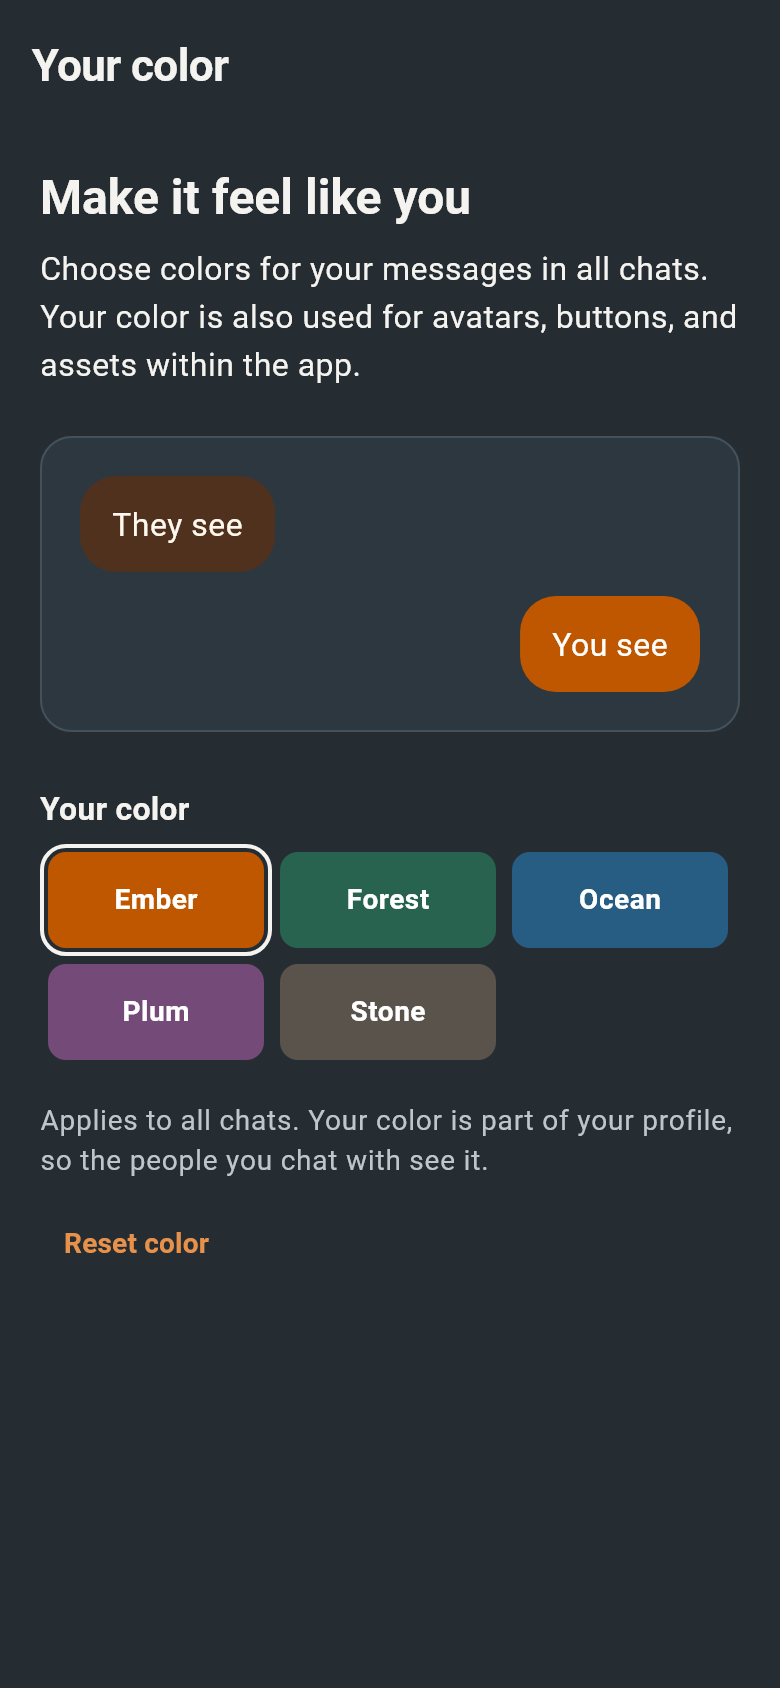 Your color
Make it feel like you
Choose colors for your messages in all chats.
Your color is also used for avatars, buttons, and
assets within the app.
They see
You see
Your color
Ember
Forest
Ocean
Plum
Stone
Applies to all chats. Your color is part of your profile,
so the people you chat with see it.
Reset color